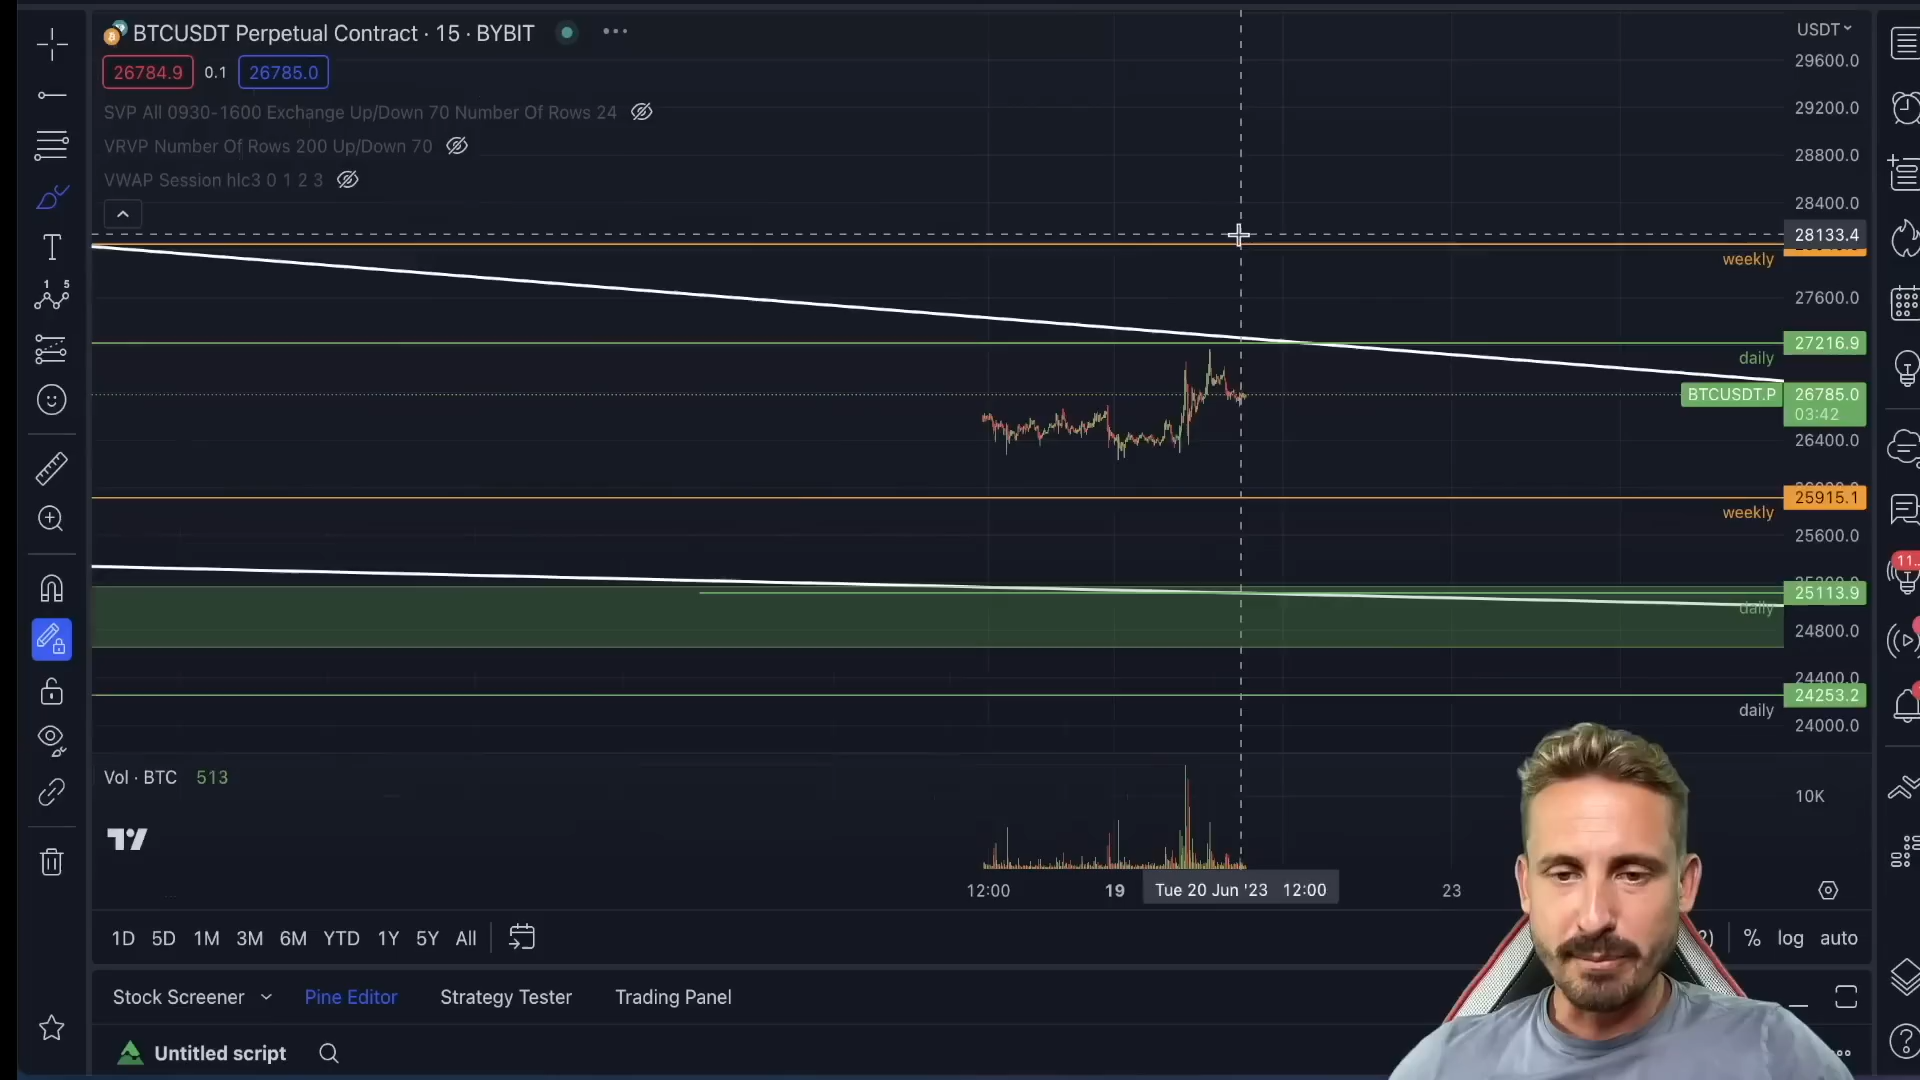 BTCUSDT Perpetual Contract · 15 · BYBIT
USDT
26784.9 0.1 26785.0
SVP All 0930-1600 Exchange Up/Down 70 Number Of Rows 24
VRVP Number Of Rows 200 Up/Down 70
VWAP Session hlc3 0 1 2 3
29600.0
29200.0
28800.0
28400.0
28133.4
weekly
27600.0
27216.9
daily
BTCUSDT.P 26785.0
03:42
26400.0
25915.1
weekly
25600.0
25113.9
daily
24800.0
24400.0
24253.2
daily
24000.0
Vol · BTC 513
10K
12:00 19 Tue 20 Jun '23 12:00 23
1D 5D 1M 3M 6M YTD 1Y 5Y All
% log auto
Stock Screener Pine Editor Strategy Tester Trading Panel
Untitled script